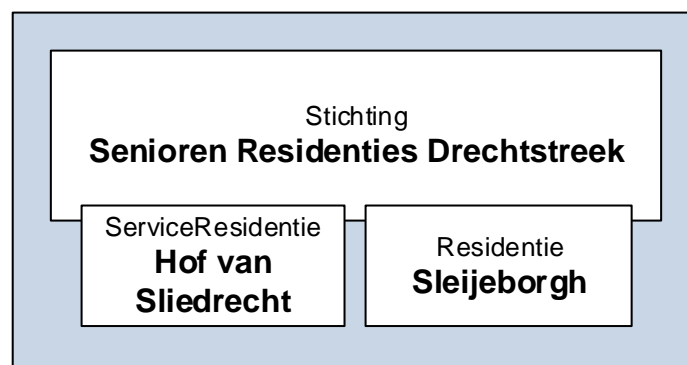 Stichting
Senioren Residenties Drechtstreek
ServiceResidentie
Hof van
Sliedrecht
Residentie
Sleijeborgh